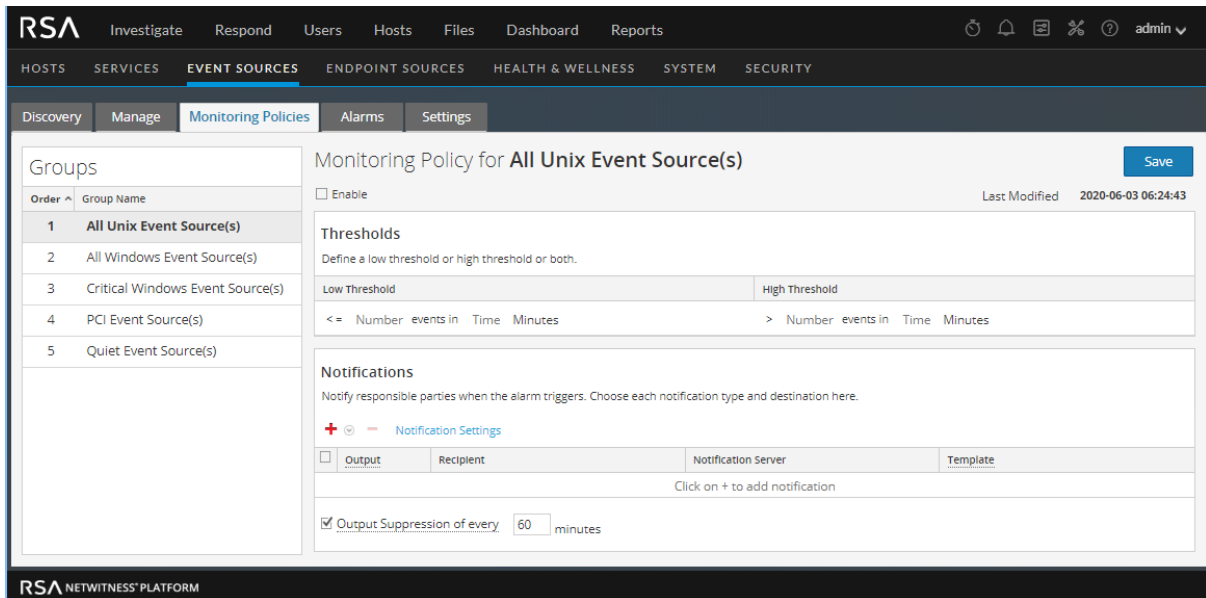 RSA Investigate Respond Users Hosts Files Dashboard Reports admin
HOSTS SERVICES EVENT SOURCES ENDPOINT SOURCES HEALTH & WELLNESS SYSTEM SECURITY
Discovery Manage Monitoring Policies Alarms Settings
Groups
Order Group Name
1 All Unix Event Source(s)
2 All Windows Event Source(s)
3 Critical Windows Event Source(s)
4 PCI Event Source(s)
5 Quiet Event Source(s)
Monitoring Policy for All Unix Event Source(s)
Save
Enable
Last Modified 2020-06-03 06:24:43
Thresholds
Define a low threshold or high threshold or both.
Low Threshold High Threshold
<= Number events in Time Minutes > Number events in Time Minutes
Notifications
Notify responsible parties when the alarm triggers. Choose each notification type and destination here.
+ − Notification Settings
Output Recipient Notification Server Template
Click on + to add notification
Output Suppression of every 60 minutes
RSA NETWITNESS® PLATFORM